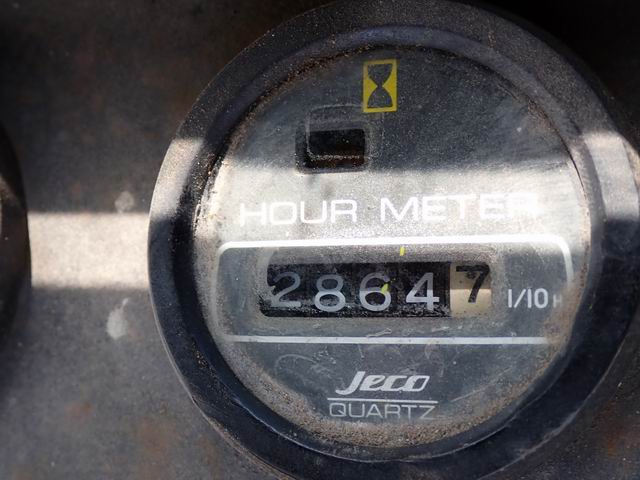 HOUR METER
28647 1/10 H
Jeco
QUARTZ